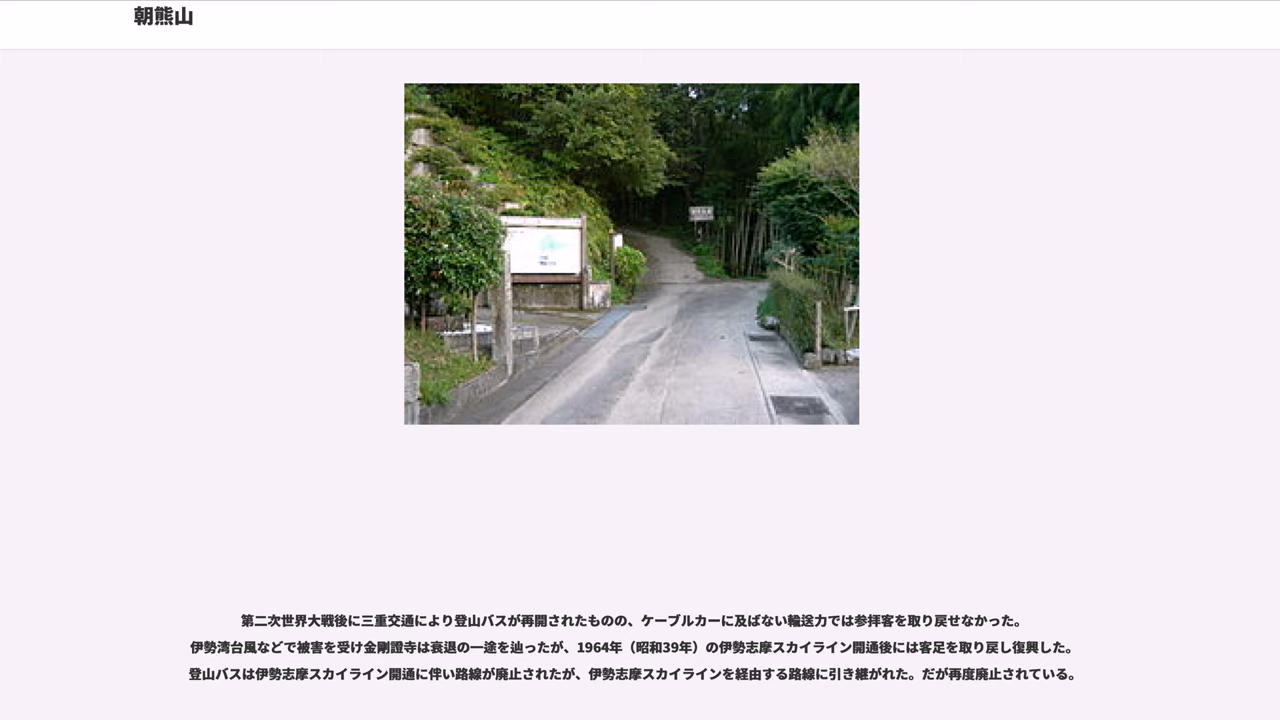 朝熊山
第二次世界大戦後に三重交通により登山バスが再開されたものの、ケーブルカーに及ばない輸送力では参拝客を取り戻せなかった。
伊勢湾台風などで被害を受け金剛證寺は衰退の一途を辿ったが、1964年（昭和39年）の伊勢志摩スカイライン開通後には客足を取り戻し復興した。
登山バスは伊勢志摩スカイライン開通に伴い路線が廃止されたが、伊勢志摩スカイラインを経由する路線に引き継がれた。だが再度廃止されている。